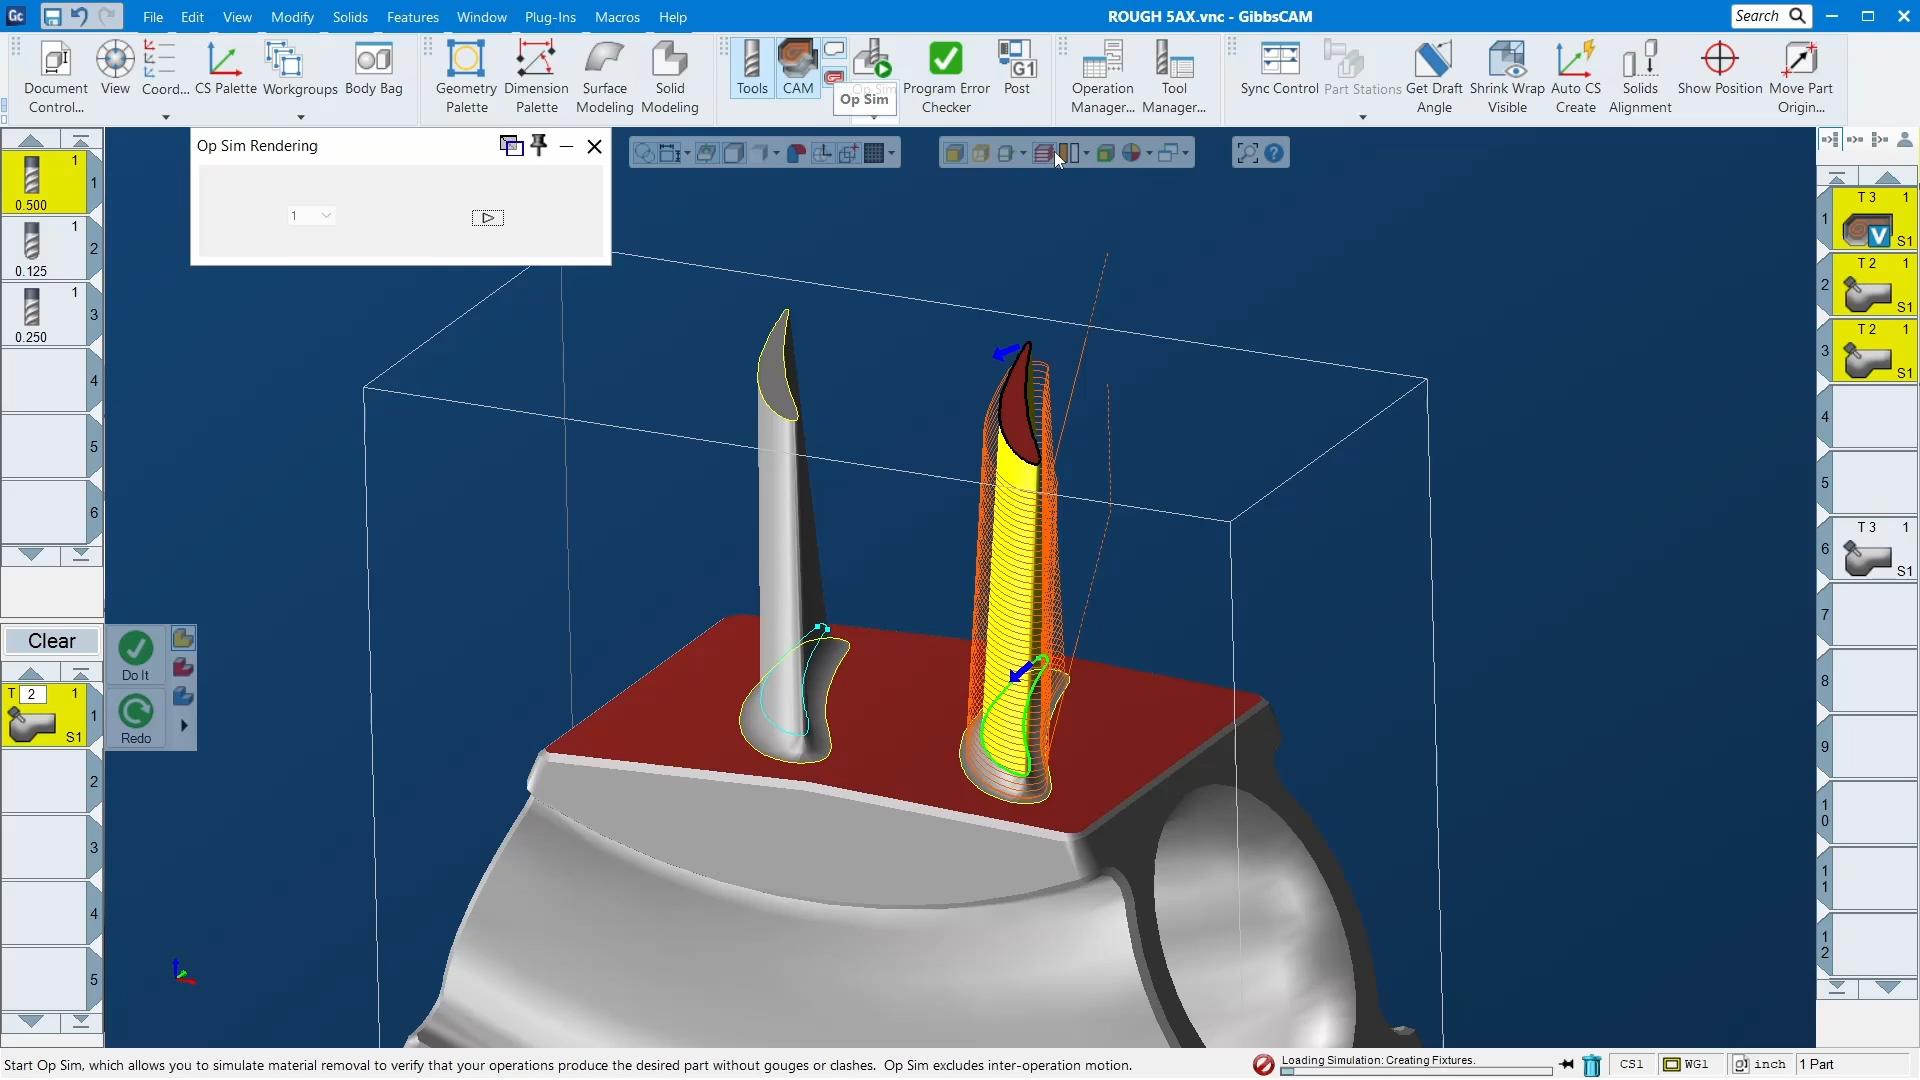 Gc
File Edit View Modify Solids Features Window Plug-Ins Macros Help
ROUGH 5AX.vnc - GibbsCAM
Search
Document Control...
View
Coord...
CS Palette
Workgroups
Body Bag
Geometry Palette
Dimension Palette
Surface Modeling
Solid Modeling
Tools
CAM
Op Sim
Program Error Checker
G1
Post
Operation Manager...
Tool Manager...
Sync Control
Part Stations
Get Draft Angle
Shrink Wrap Visible
Auto CS Create
Solids Alignment
Show Position
Move Part Origin...
Op Sim
Op Sim Rendering
1
1
0.500
1
1
0.125
2
1
0.250
3
4
5
6
Clear
Do It
Redo
T 2 1
S1
1
2
3
4
5
T 3 1
V
S1
1
T 2 1
S1
2
T 2 1
S1
3
4
5
T 3 1
S1
6
7
8
9
10
11
12
Start Op Sim, which allows you to simulate material removal to verify that your operations produce the desired part without gouges or clashes. Op Sim excludes inter-operation motion.
Loading Simulation: Creating Fixtures.
CS1
WG1
inch
1 Part